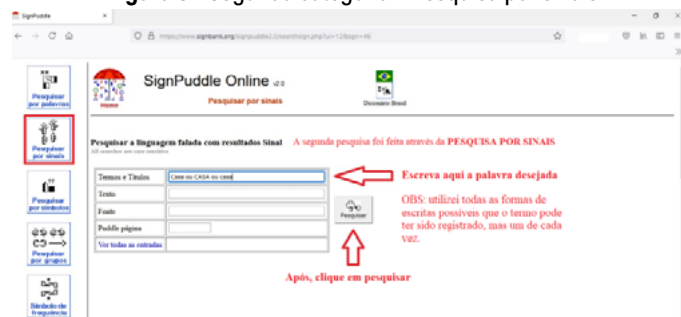 SignPuddle
https://www.signbank.org/signpuddle2.0/searchsign.php?ui=12&sgn=46
SignPuddle Online v2.0
Pesquisar por sinais
Home
Dicionário Brasil
Pesquisar por palavras
Pesquisar por sinais
Pesquisar por símbolos
Pesquisar por grupos
Símbolo de frequência
Pesquisar a linguagem falada com resultados Sinal
All searches are case sensitive
A segunda pesquisa foi feita através da PESQUISA POR SINAIS
Termos e Títulos
Casa ou CASA ou casa
Texto
Fonte
Puddle página
Ver todas as entradas
Pesquisar
Escreva aqui a palavra desejada
OBS: utilizei todas as formas de
escritas possíveis que o termo pode
ter sido registrado, mas um de cada
vez.
Após, clique em pesquisar